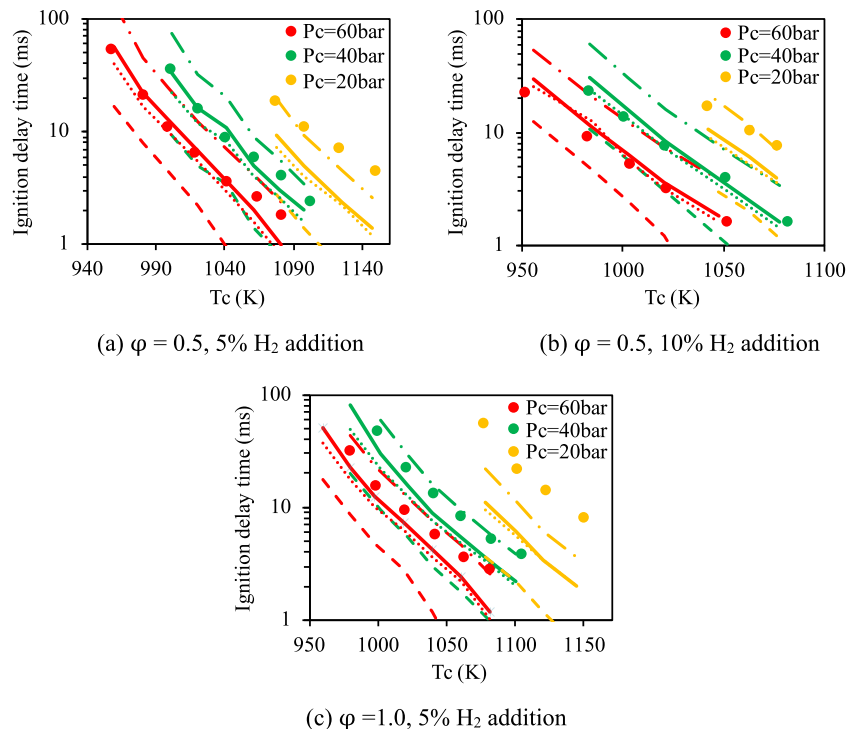 Ignition delay time (ms)
100
10
1
940
990
1040
1090
1140
Tc (K)
Pc=60bar
Pc=40bar
Pc=20bar
(a) φ = 0.5, 5% H₂ addition
Ignition delay time (ms)
100
10
1
950
1000
1050
1100
Tc (K)
Pc=60bar
Pc=40bar
Pc=20bar
(b) φ = 0.5, 10% H₂ addition
Ignition delay time (ms)
100
10
1
950
1000
1050
1100
1150
Tc (K)
Pc=60bar
Pc=40bar
Pc=20bar
(c) φ =1.0, 5% H₂ addition